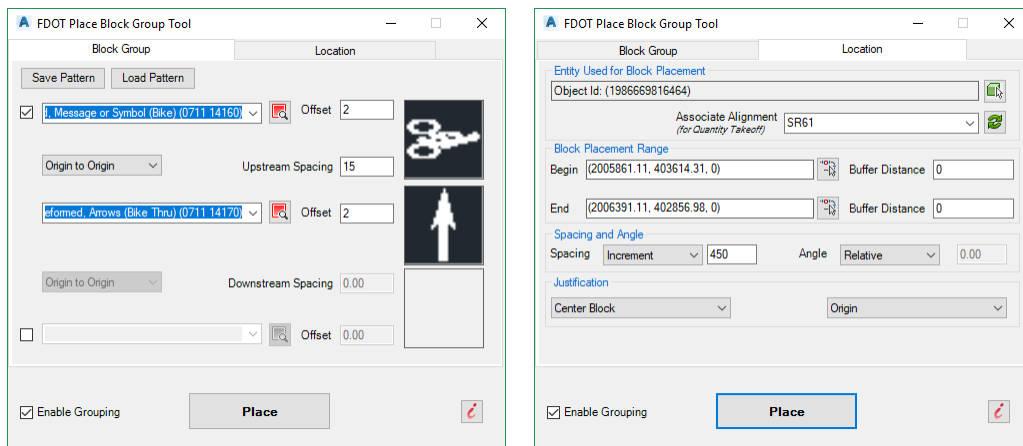 FDOT Place Block Group Tool
Block Group Location
Save Pattern Load Pattern
, Message or Symbol (Bike) (0711 14160) Offset 2
Origin to Origin Upstream Spacing 15
eformed, Arrows (Bike Thru) (0711 14170) Offset 2
Origin to Origin Downstream Spacing 0.00
Offset 0.00
Enable Grouping Place i
FDOT Place Block Group Tool
Block Group Location
Entity Used for Block Placement
Object Id: (1986669816464)
Associate Alignment SR61
(for Quantity Takeoff)
Block Placement Range
Begin (2005861.11, 403614.31, 0) Buffer Distance 0
End (2006391.11, 402856.98, 0) Buffer Distance 0
Spacing and Angle
Spacing Increment 450 Angle Relative 0.00
Justification
Center Block Origin
Enable Grouping Place i